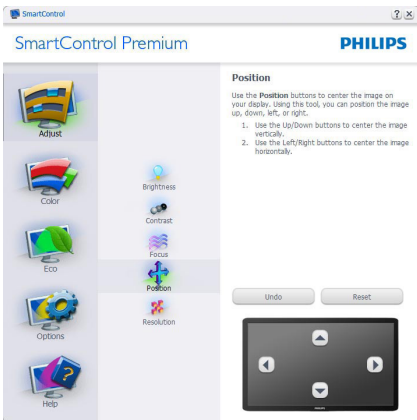 SmartControl
SmartControl Premium
PHILIPS
Adjust
Color
Eco
Options
Help
Brightness
Contrast
Focus
Position
Resolution
Position
Use the Position buttons to center the image on
your display. Using this tool, you can position the image
up, down, left, or right.
1. Use the Up/Down buttons to center the image
vertically.
2. Use the Left/Right buttons to center the image
horizontally.
Undo
Reset
PHILIPS